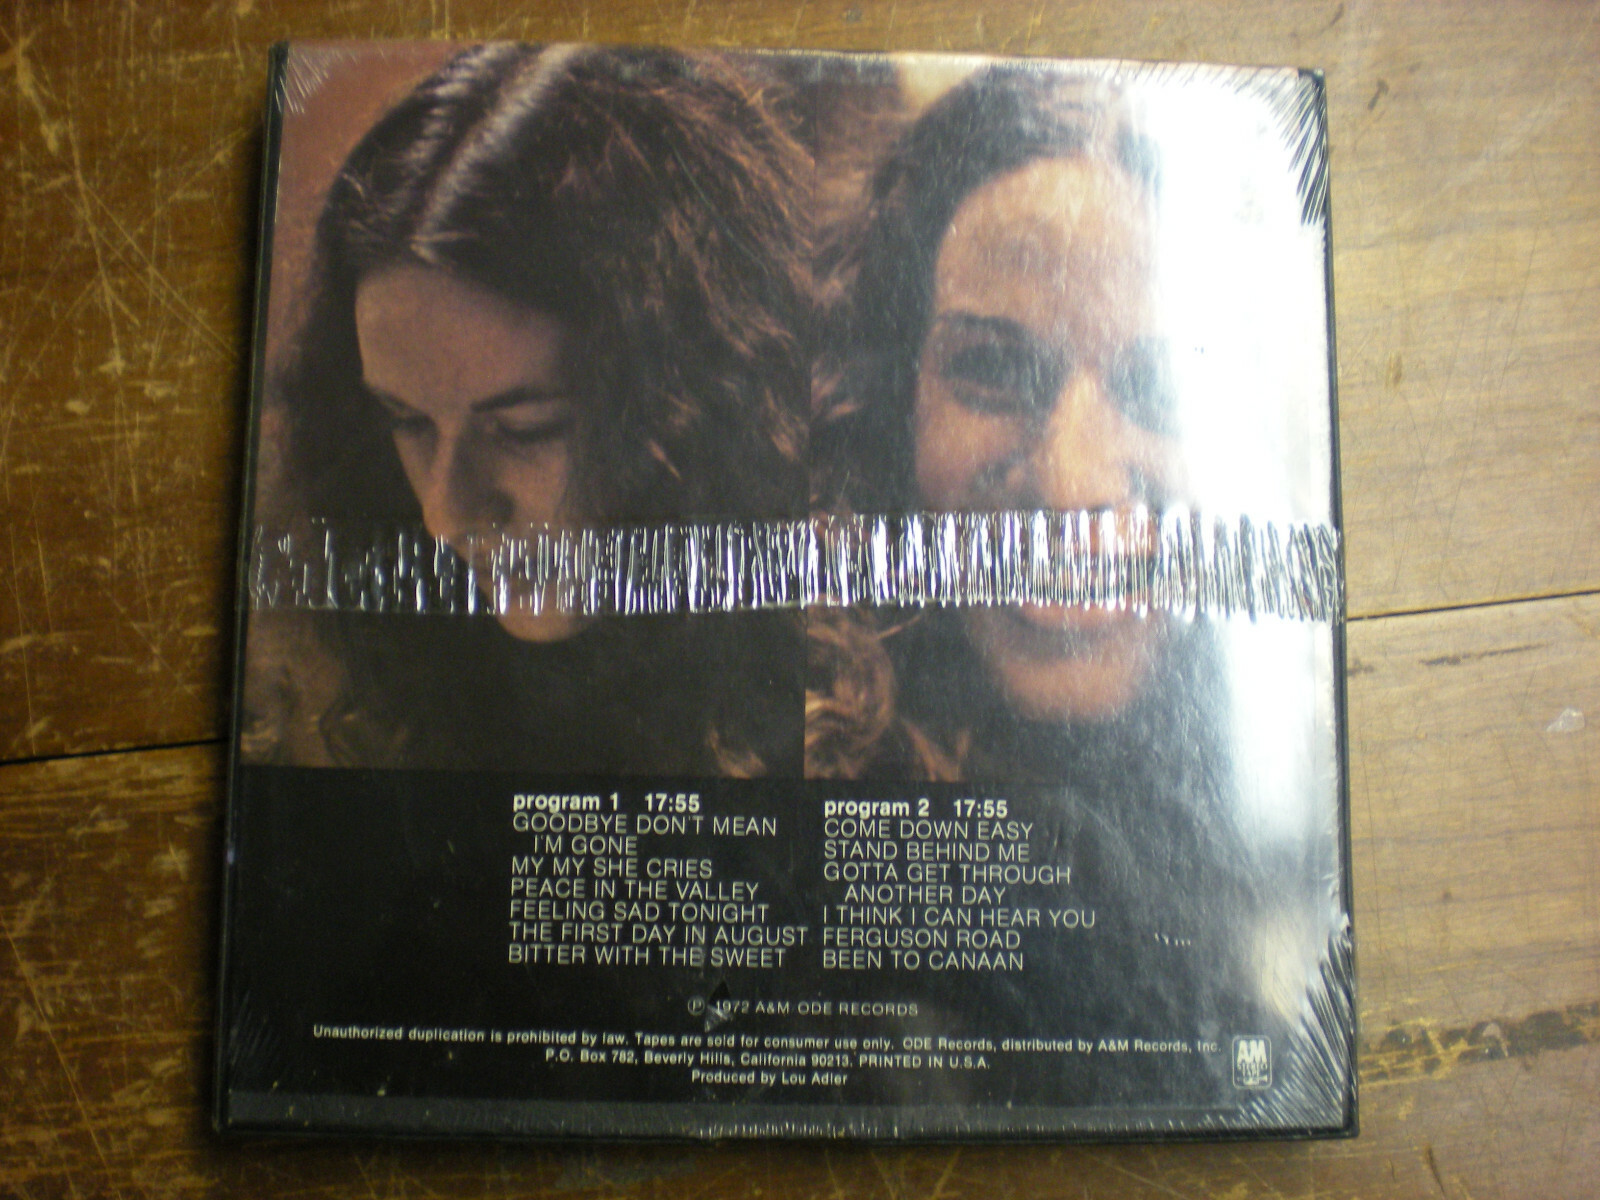 program 1 17:55
GOODBYE DON'T MEAN
I'M GONE
MY MY SHE CRIES
PEACE IN THE VALLEY
FEELING SAD TONIGHT
THE FIRST DAY IN AUGUST
BITTER WITH THE SWEET
program 2 17:55
COME DOWN EASY
STAND BEHIND ME
GOTTA GET THROUGH
ANOTHER DAY
I THINK I CAN HEAR YOU
FERGUSON ROAD
BEEN TO CANAAN
Ⓟ 1972 A&M ODE RECORDS
Unauthorized duplication is prohibited by law. Tapes are sold for consumer use only. ODE Records, distributed by A&M Records, Inc.
P.O. Box 782, Beverly Hills, California 90213. PRINTED IN U.S.A.
Produced by Lou Adler
AM